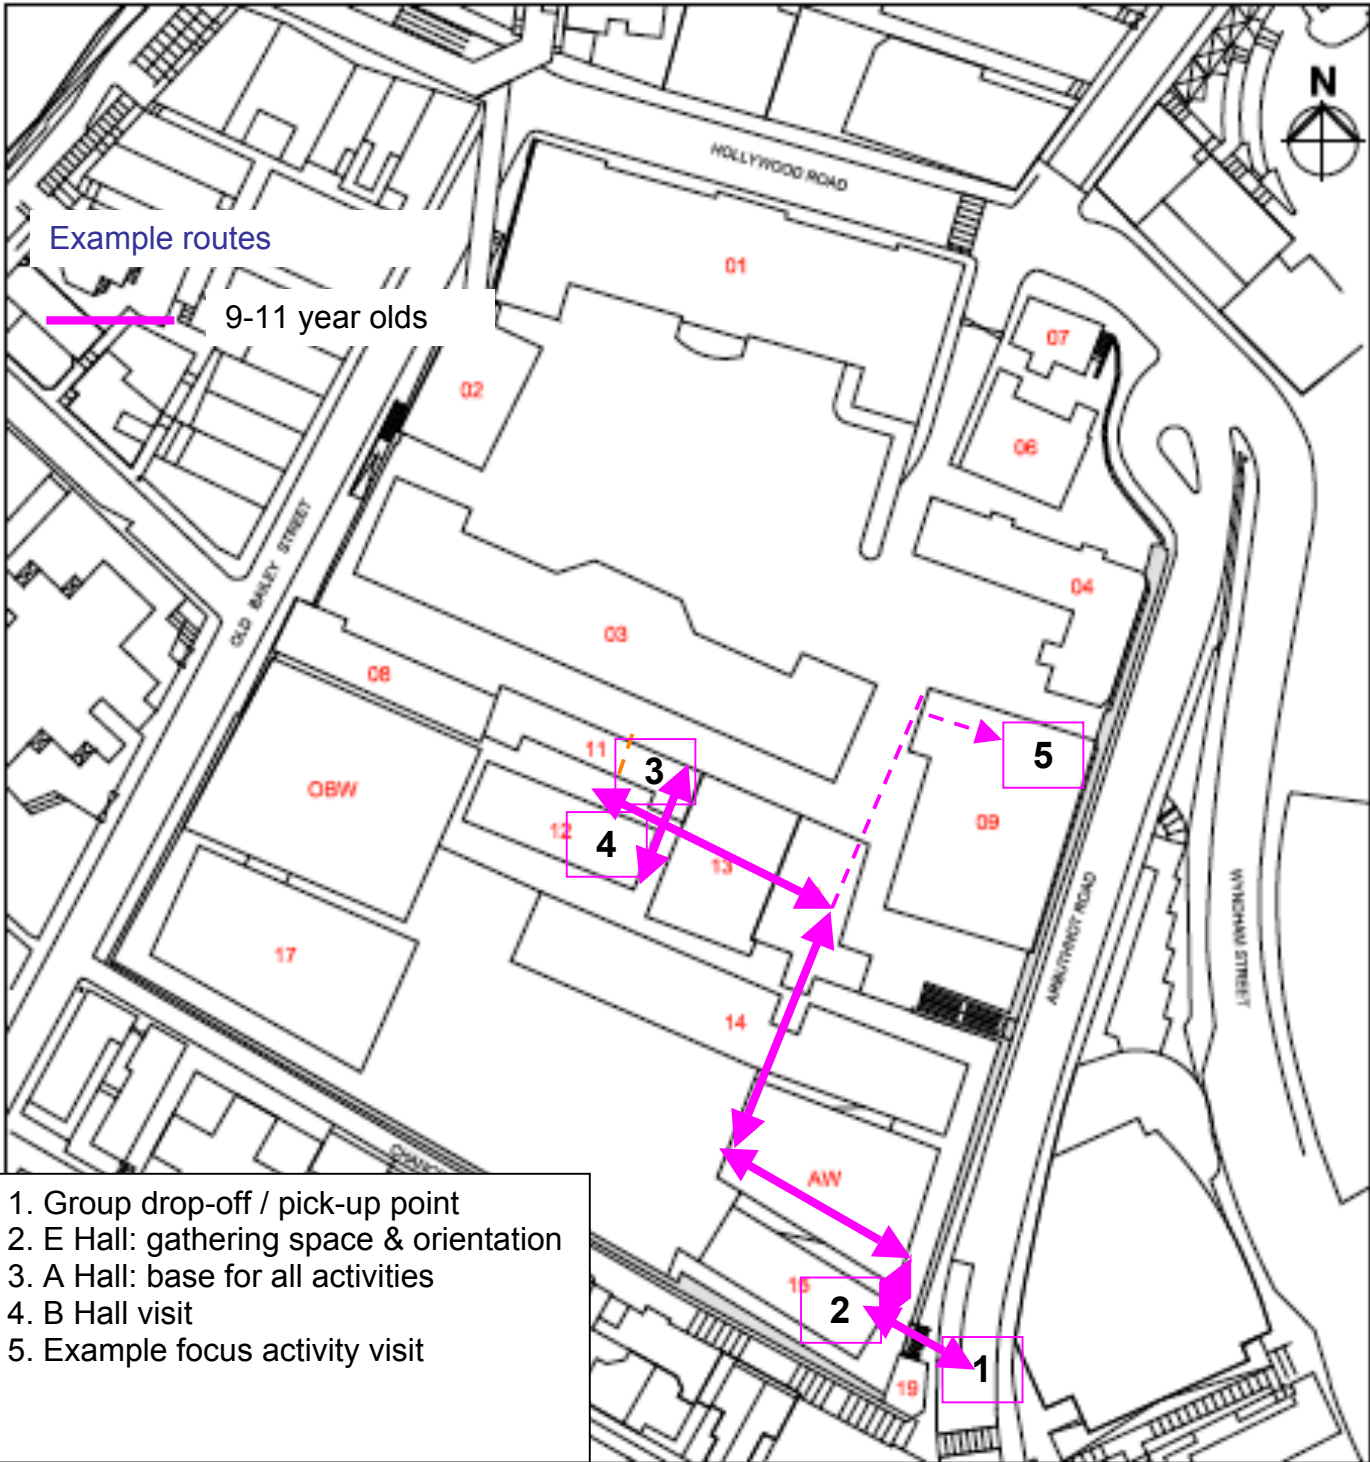 N
HOLLYWOOD ROAD
Example routes
9-11 year olds
01
07
02
06
OLD BAILEY STREET
04
03
08
11
3
5
OBW
12
4
13
09
ARBUTHNOT ROAD
WYNDHAM STREET
17
14
AW
15
2
1
19
1. Group drop-off / pick-up point
2. E Hall: gathering space & orientation
3. A Hall: base for all activities
4. B Hall visit
5. Example focus activity visit